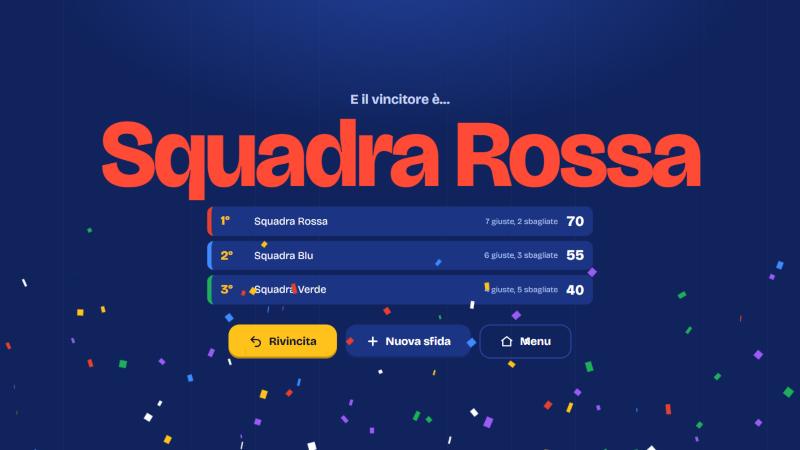 E il vincitore è...
Squadra Rossa
1° Squadra Rossa 7 giuste, 2 sbagliate 70
2° Squadra Blu 6 giuste, 3 sbagliate 55
3° Squadra Verde giuste, 5 sbagliate 40
Rivincita Nuova sfida Menu